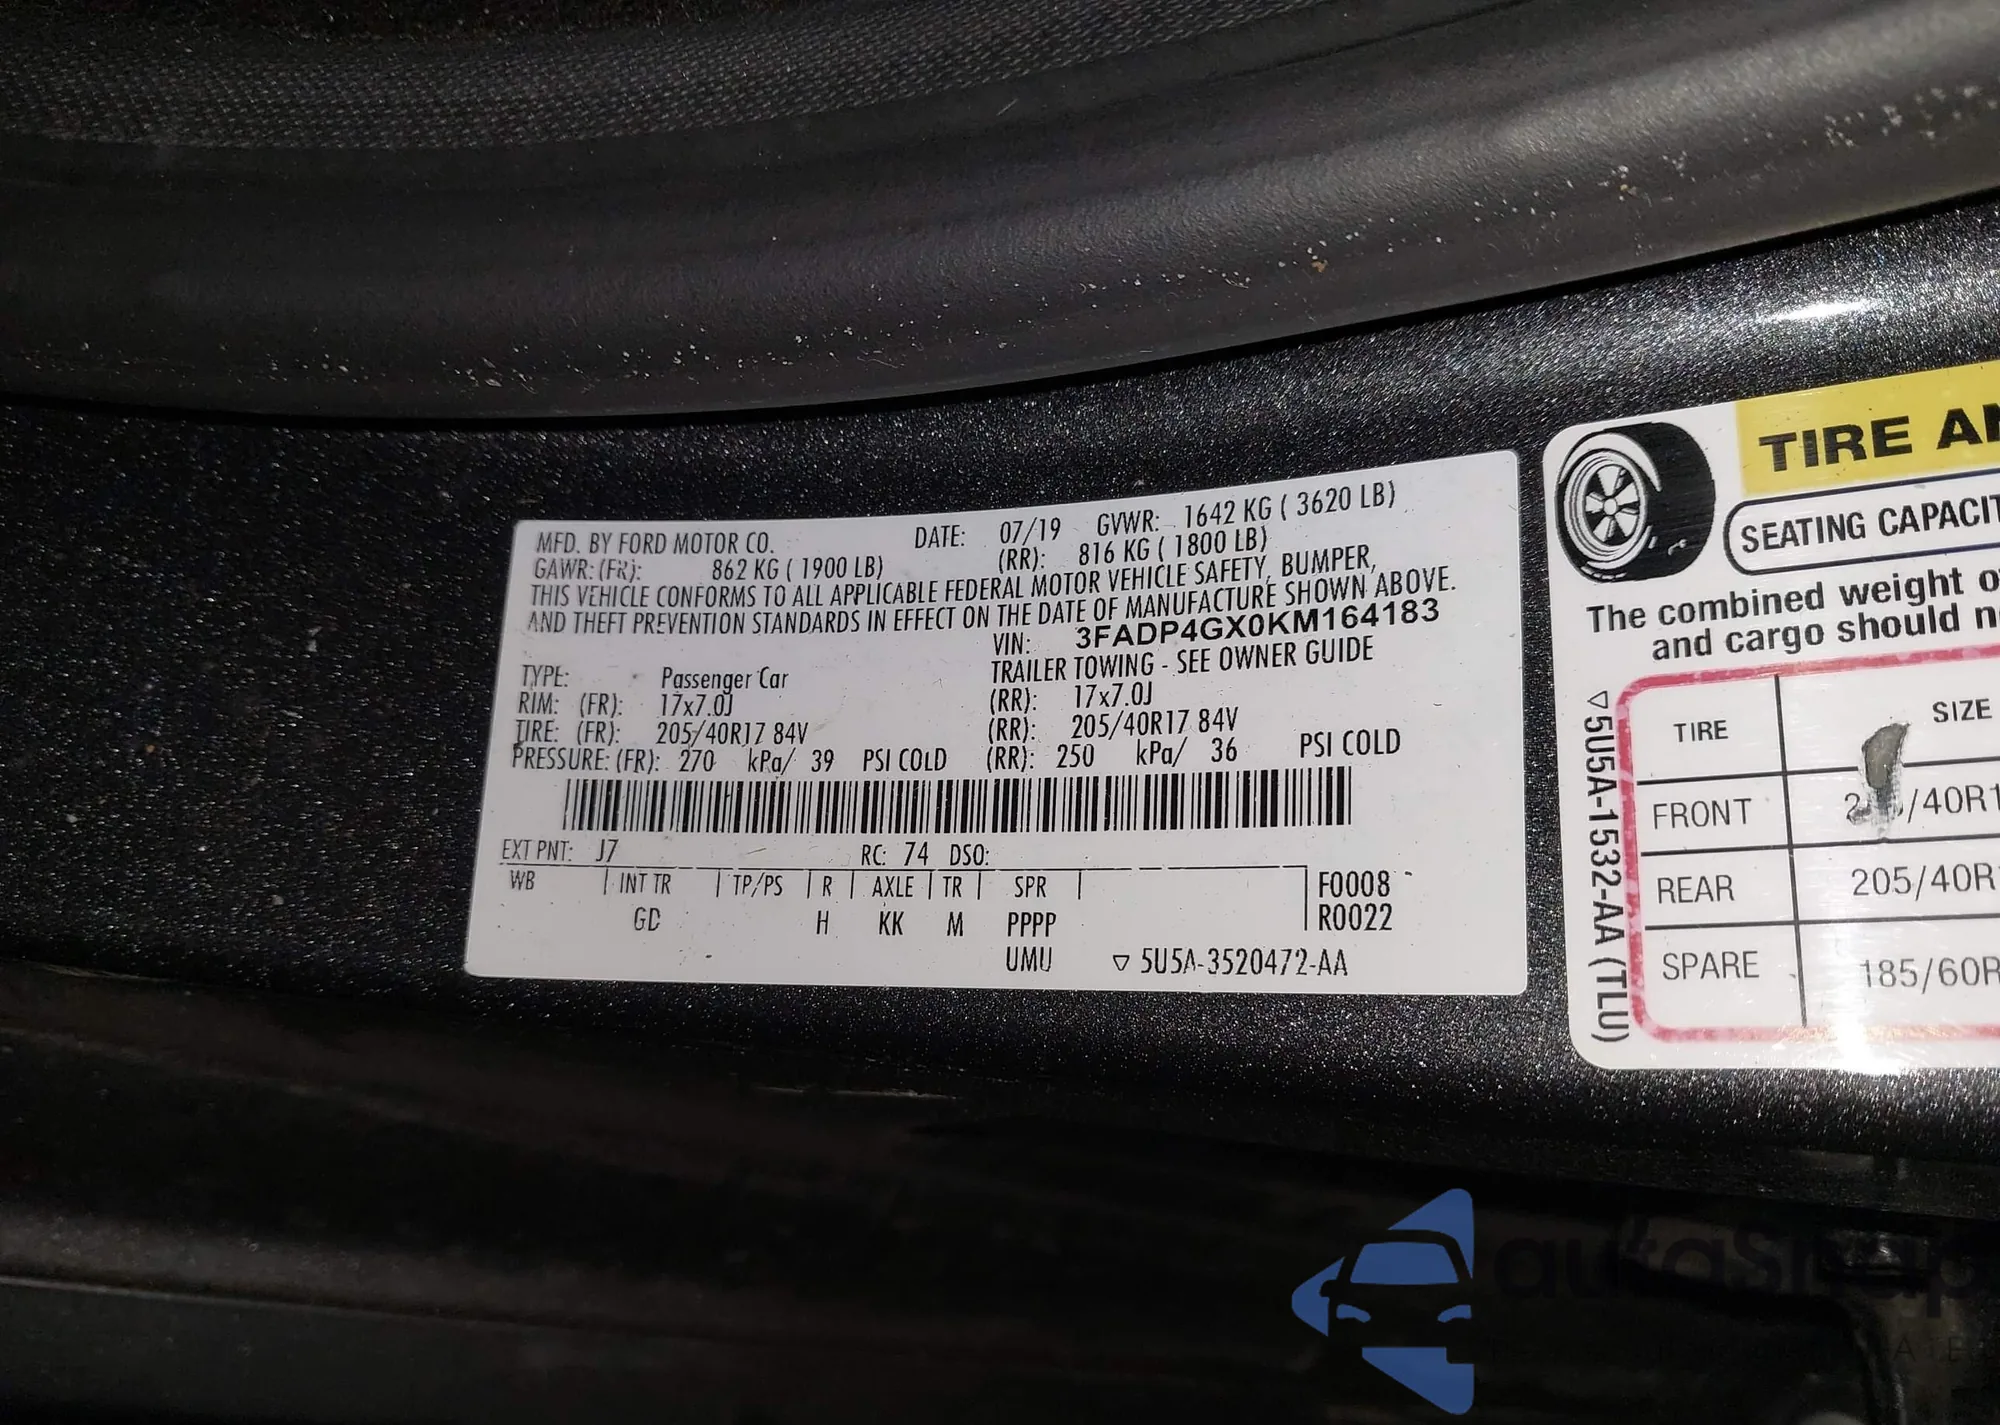 MFD. BY FORD MOTOR CO. DATE: 07/19 GVWR: 1642 KG ( 3620 LB)
GAWR: (FR): 862 KG ( 1900 LB) (RR): 816 KG ( 1800 LB)
THIS VEHICLE CONFORMS TO ALL APPLICABLE FEDERAL MOTOR VEHICLE SAFETY, BUMPER,
AND THEFT PREVENTION STANDARDS IN EFFECT ON THE DATE OF MANUFACTURE SHOWN ABOVE.
VIN: 3FADP4GX0KM164183
TYPE: Passenger Car TRAILER TOWING - SEE OWNER GUIDE
RIM: (FR): 17x7.0J (RR): 17x7.0J
TIRE: (FR): 205/40R17 84V (RR): 205/40R17 84V
PRESSURE: (FR): 270 kPa/ 39 PSI COLD (RR): 250 kPa/ 36 PSI COLD
EXT PNT: J7 RC: 74 DSO:
WB INT TR TP/PS R AXLE TR SPR F0008
GD H KK M PPPP R0022
UMU ▽ 5U5A-3520472-AA
TIRE AN
SEATING CAPACIT
The combined weight o
and cargo should n
▽5U5A-1532-AA (TLU)
TIRE SIZE
FRONT /40R1
REAR 205/40R
SPARE 185/60R
autosnap